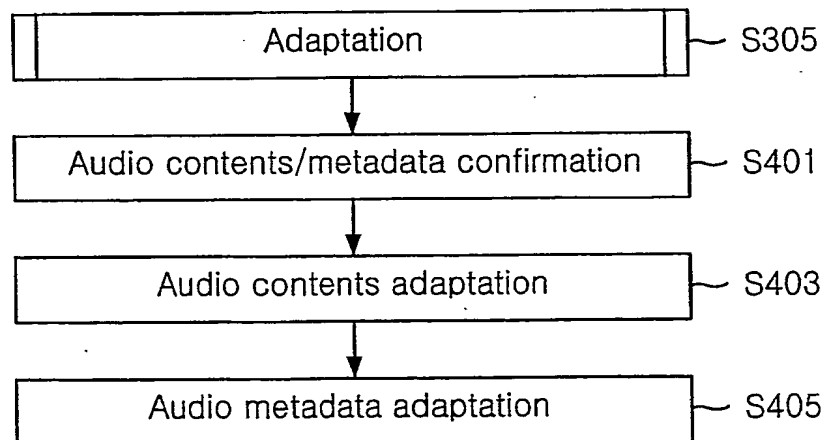 Adaptation S305
Audio contents/metadata confirmation S401
Audio contents adaptation S403
Audio metadata adaptation S405